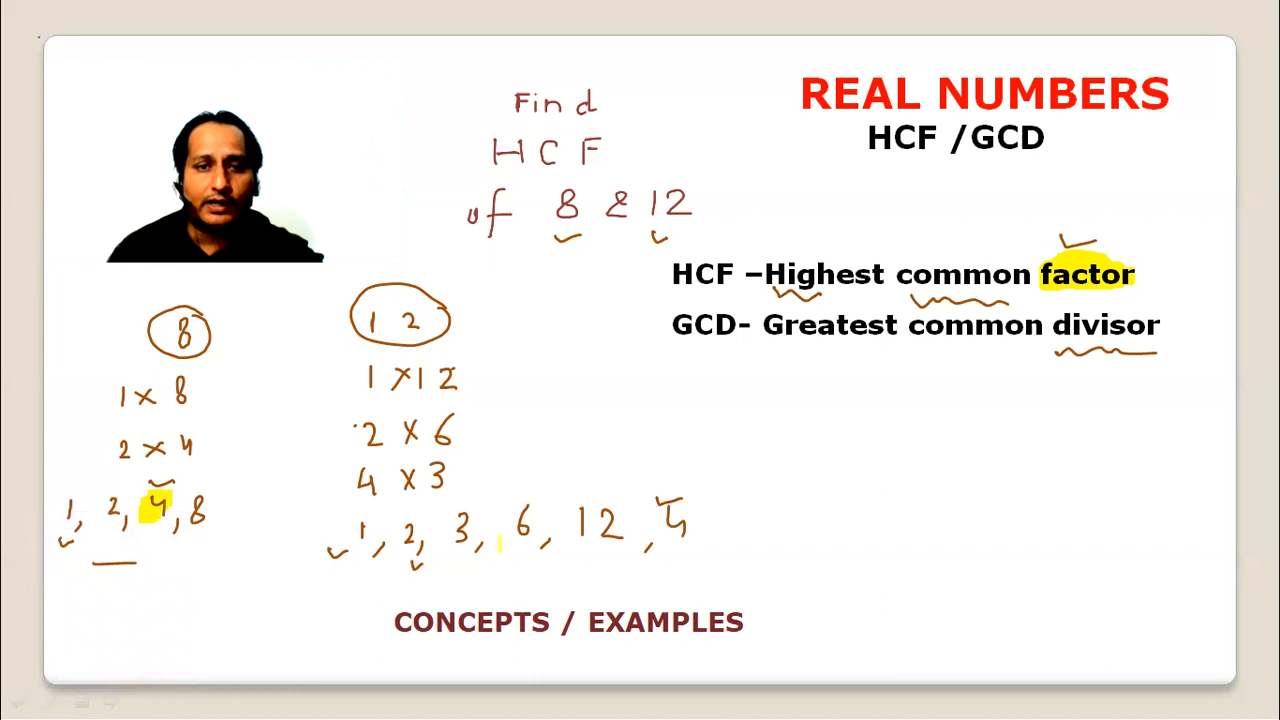 REAL NUMBERS
HCF /GCD
Find
HCF
of 8 & 12
HCF –Highest common factor
GCD- Greatest common divisor
8
1 x 8
2 x 4
1, 2, 4, 8
12
1 x 12
2 x 6
4 x 3
1, 2, 3, 6, 12, 4
CONCEPTS / EXAMPLES